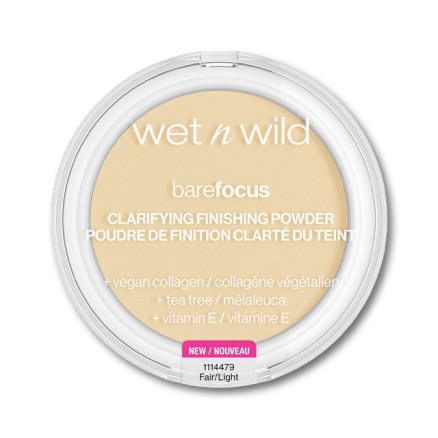 wet n wild
barefocus
CLARIFYING FINISHING POWDER
POUDRE DE FINITION CLARTÉ DU TEINT
+ vegan collagen / collagène végétalien
+ tea tree / mélaleuca
+ vitamin E / vitamine E
NEW / NOUVEAU
1114479
Fair/Light